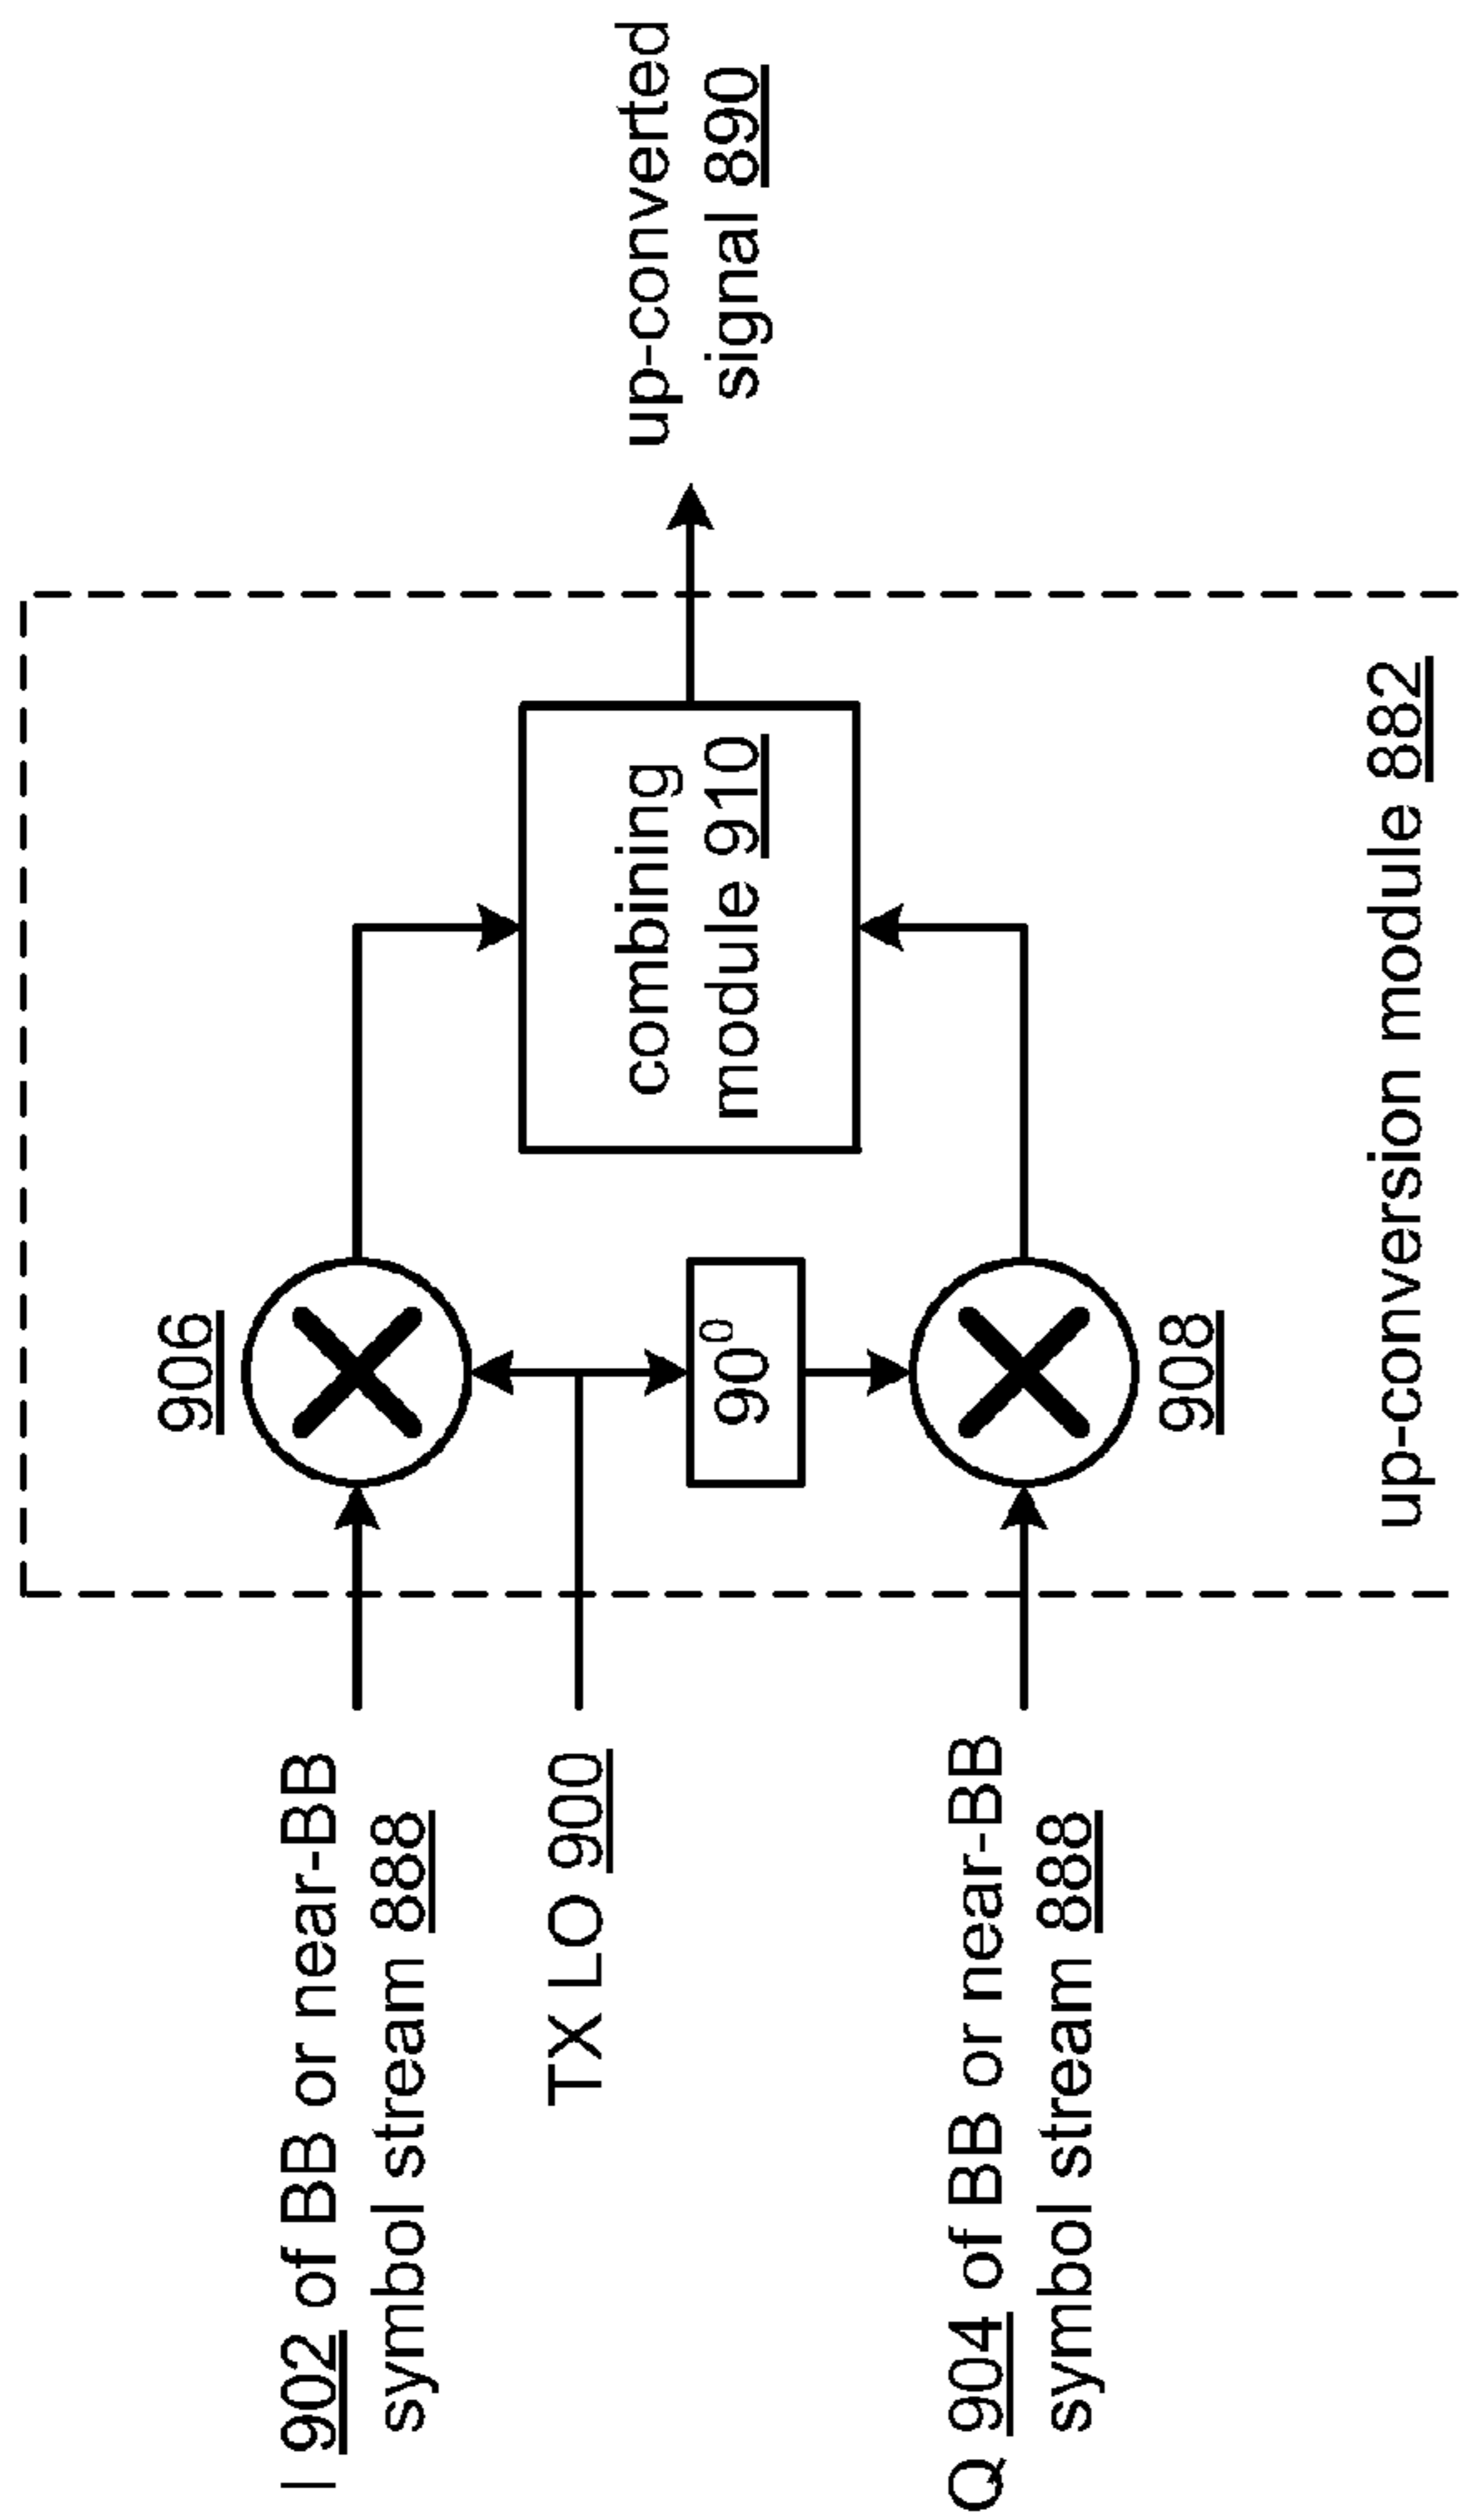 I 902 of BB or near-BB
symbol stream 888
TX LO 900
Q 904 of BB or near-BB
symbol stream 888
906
90⁰
908
combining
module 910
up-conversion module 882
up-converted
signal 890